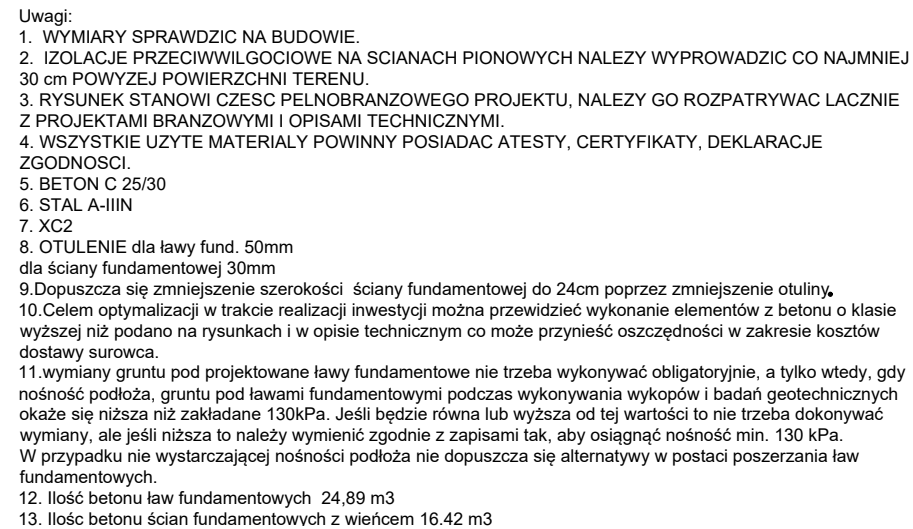 Uwagi:
1. WYMIARY SPRAWDZIC NA BUDOWIE.
2. IZOLACJE PRZECIWWILGOCIOWE NA SCIANACH PIONOWYCH NALEZY WYPROWADZIC CO NAJMNIEJ
30 cm POWYZEJ POWIERZCHNI TERENU.
3. RYSUNEK STANOWI CZESC PELNOBRANZOWEGO PROJEKTU, NALEZY GO ROZPATRYWAC LACZNIE
Z PROJEKTAMI BRANZOWYMI I OPISAMI TECHNICZNYMI.
4. WSZYSTKIE UZYTE MATERIALY POWINNY POSIADAC ATESTY, CERTYFIKATY, DEKLARACJE
ZGODNOSCI.
5. BETON C 25/30
6. STAL A-IIIN
7. XC2
8. OTULENIE dla ławy fund. 50mm
dla ściany fundamentowej 30mm
9.Dopuszcza się zmniejszenie szerokości ściany fundamentowej do 24cm poprzez zmniejszenie otuliny.
10.Celem optymalizacji w trakcie realizacji inwestycji można przewidzieć wykonanie elementów z betonu o klasie
wyższej niż podano na rysunkach i w opisie technicznym co może przynieść oszczędności w zakresie kosztów
dostawy surowca.
11.wymiany gruntu pod projektowane ławy fundamentowe nie trzeba wykonywać obligatoryjnie, a tylko wtedy, gdy
nośność podłoża, gruntu pod ławami fundamentowymi podczas wykonywania wykopów i badań geotechnicznych
okaże się niższa niż zakładane 130kPa. Jeśli będzie równa lub wyższa od tej wartości to nie trzeba dokonywać
wymiany, ale jeśli niższa to należy wymienić zgodnie z zapisami tak, aby osiągnąć nośność min. 130 kPa.
W przypadku nie wystarczającej nośności podłoża nie dopuszcza się alternatywy w postaci poszerzania ław
fundamentowych.
12. Ilość betonu ław fundamentowych 24,89 m3
13. Ilośc betonu ścian fundamentowych z wieńcem 16.42 m3